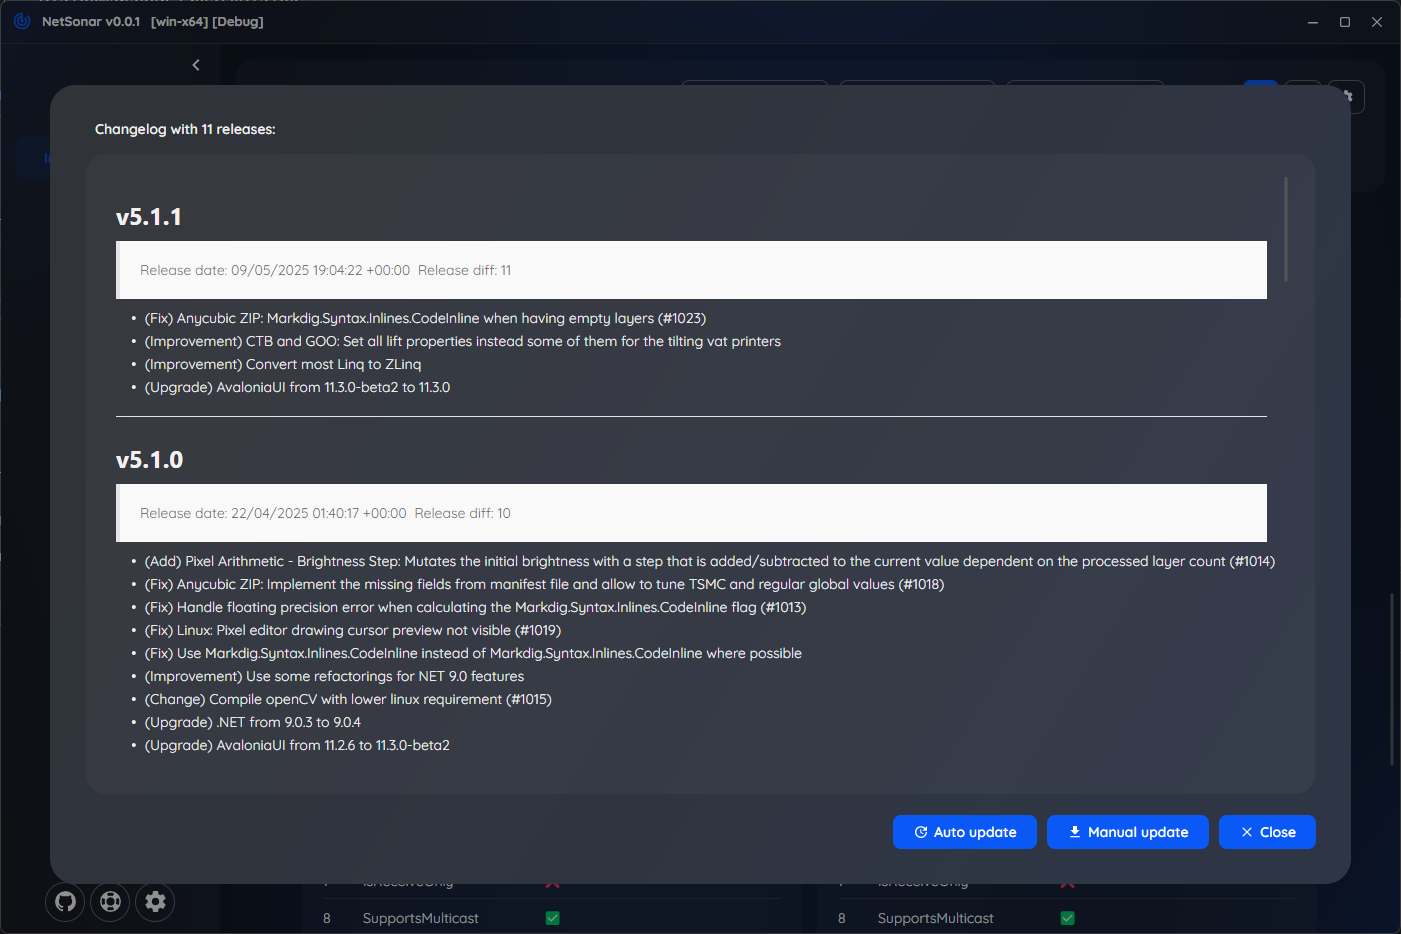 NetSonar v0.0.1 [win-x64] [Debug]
Changelog with 11 releases:
v5.1.1
Release date: 09/05/2025 19:04:22 +00:00 Release diff: 11
• (Fix) Anycubic ZIP: Markdig.Syntax.Inlines.CodeInline when having empty layers (#1023)
• (Improvement) CTB and GOO: Set all lift properties instead some of them for the tilting vat printers
• (Improvement) Convert most Linq to ZLinq
• (Upgrade) AvaloniaUI from 11.3.0-beta2 to 11.3.0
v5.1.0
Release date: 22/04/2025 01:40:17 +00:00 Release diff: 10
• (Add) Pixel Arithmetic - Brightness Step: Mutates the initial brightness with a step that is added/subtracted to the current value dependent on the processed layer count (#1014)
• (Fix) Anycubic ZIP: Implement the missing fields from manifest file and allow to tune TSMC and regular global values (#1018)
• (Fix) Handle floating precision error when calculating the Markdig.Syntax.Inlines.CodeInline flag (#1013)
• (Fix) Linux: Pixel editor drawing cursor preview not visible (#1019)
• (Fix) Use Markdig.Syntax.Inlines.CodeInline instead of Markdig.Syntax.Inlines.CodeInline where possible
• (Improvement) Use some refactorings for NET 9.0 features
• (Change) Compile openCV with lower linux requirement (#1015)
• (Upgrade) .NET from 9.0.3 to 9.0.4
• (Upgrade) AvaloniaUI from 11.2.6 to 11.3.0-beta2
Auto update
Manual update
Close
IsReceiveOnly
IsReceiveOnly
8 SupportsMulticast
8 SupportsMulticast